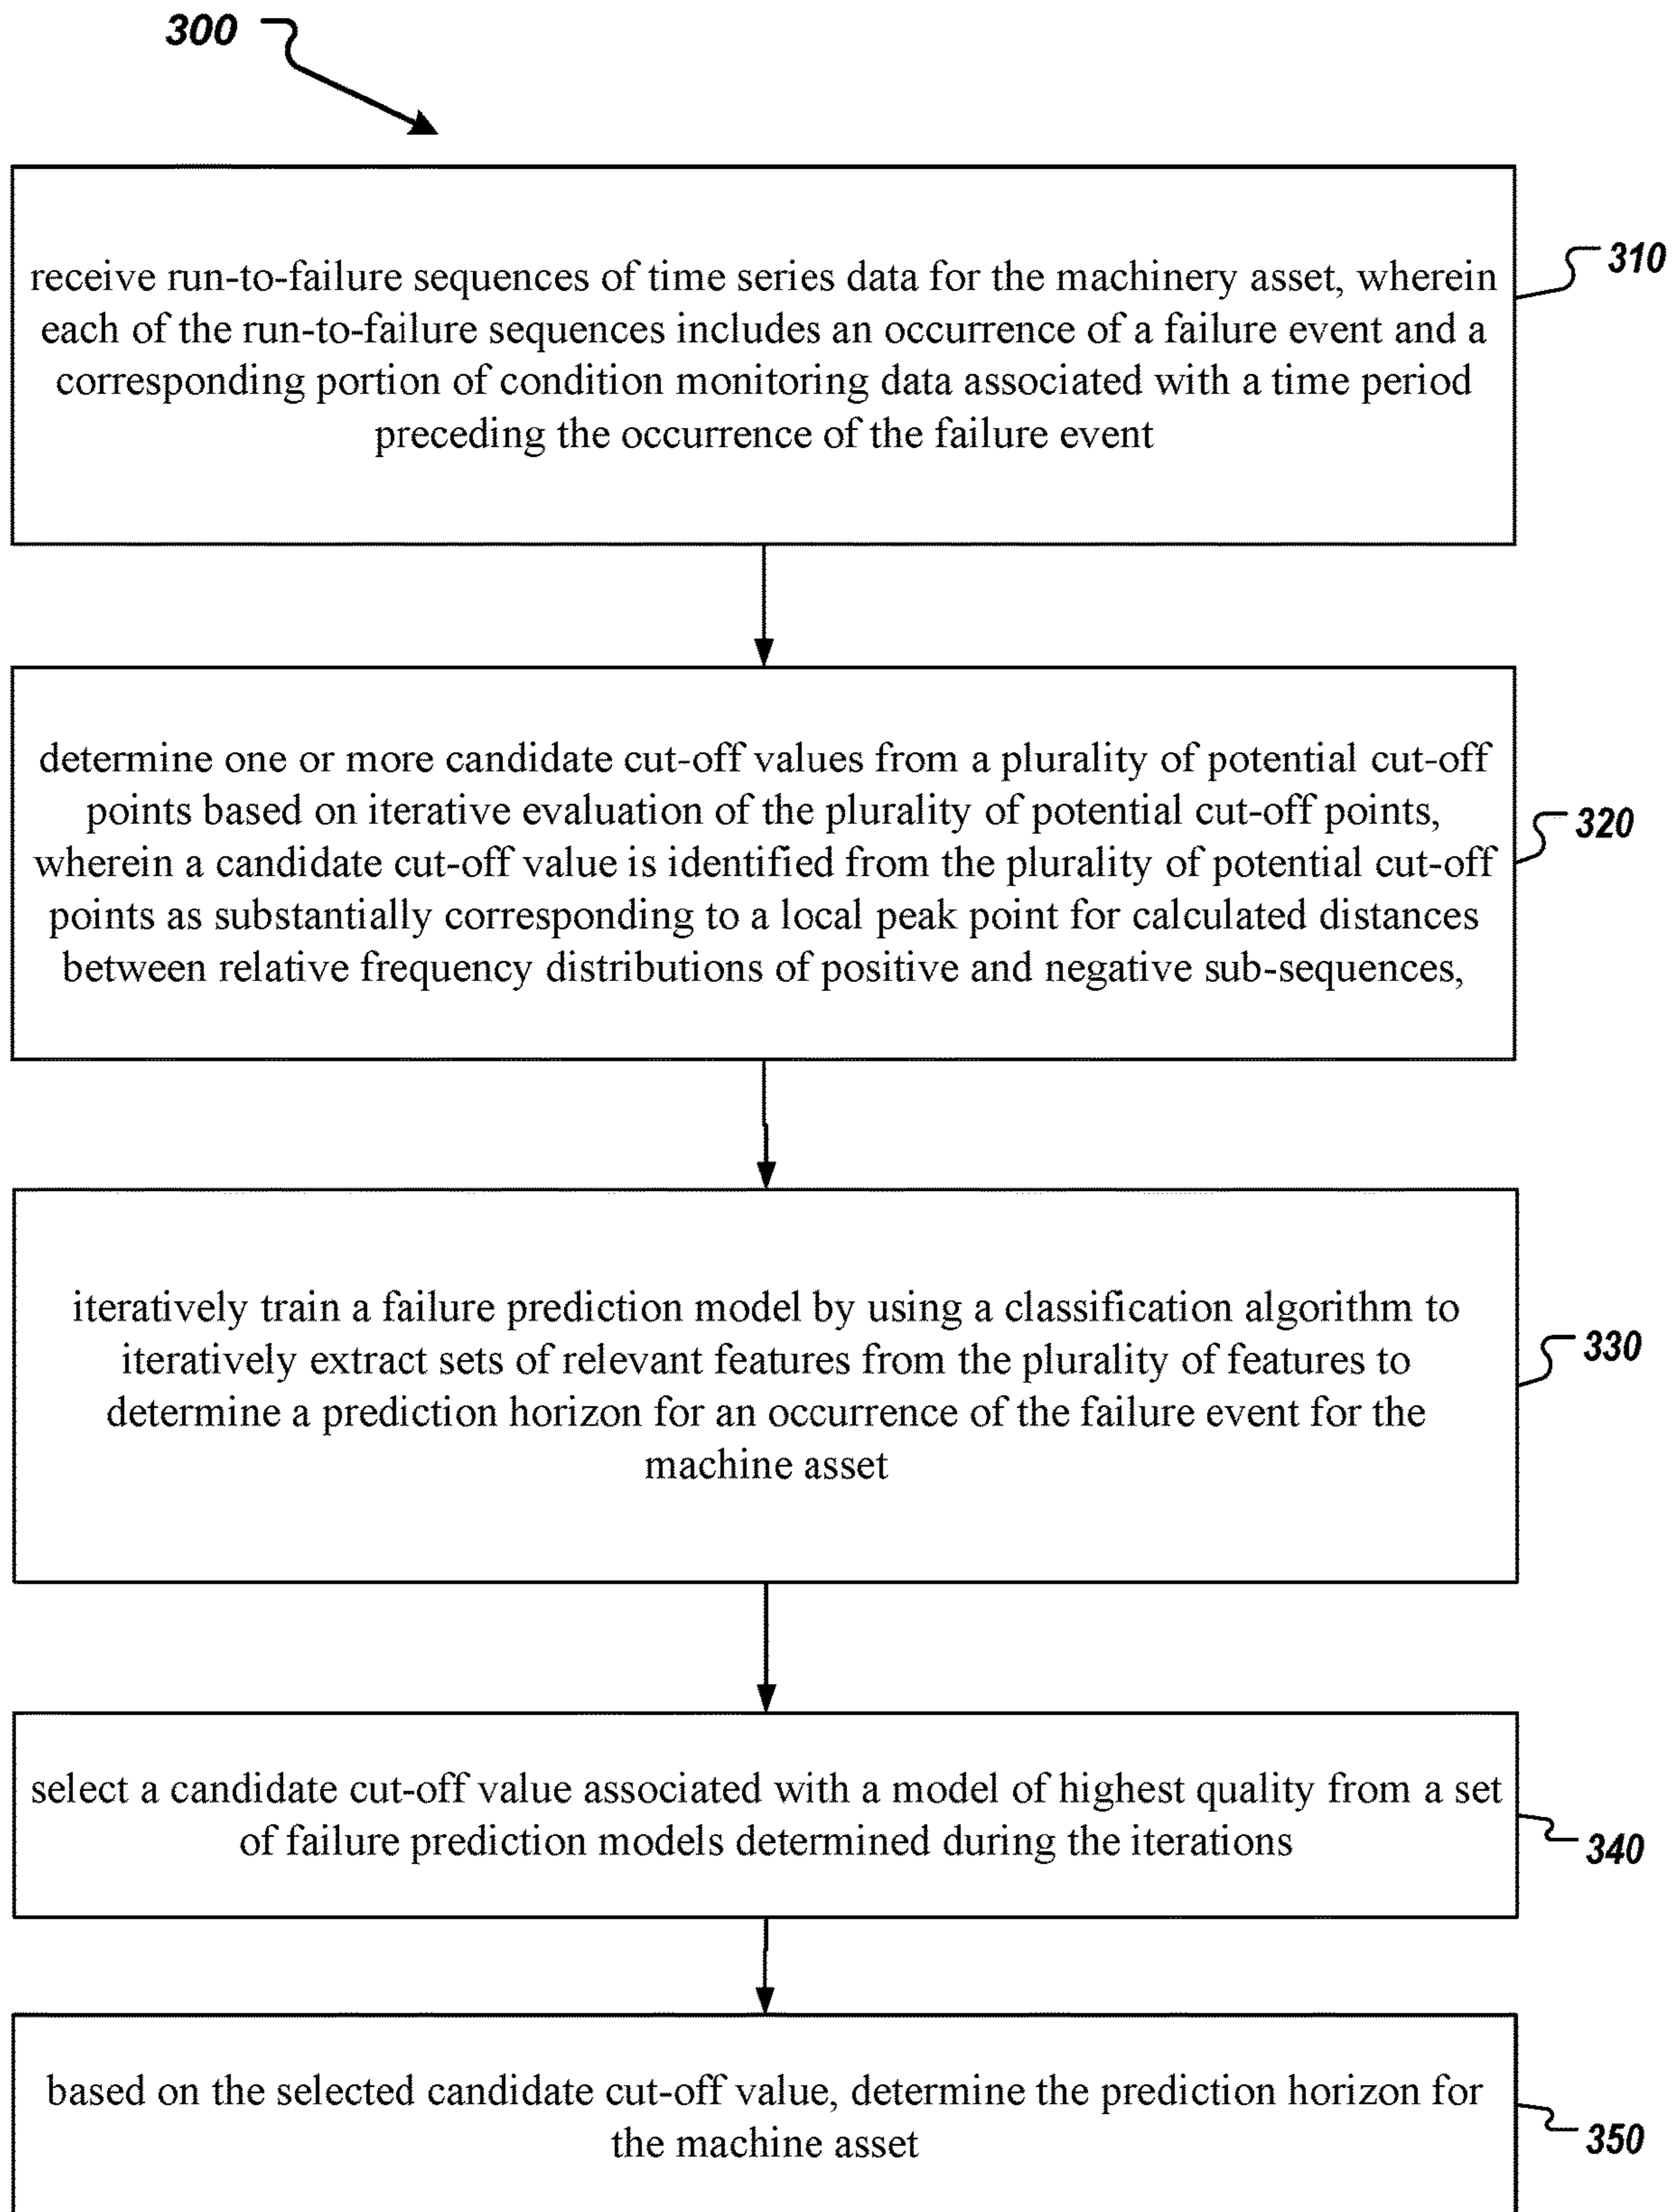 300
receive run-to-failure sequences of time series data for the machinery asset, wherein
each of the run-to-failure sequences includes an occurrence of a failure event and a
corresponding portion of condition monitoring data associated with a time period
preceding the occurrence of the failure event
310
determine one or more candidate cut-off values from a plurality of potential cut-off
points based on iterative evaluation of the plurality of potential cut-off points,
wherein a candidate cut-off value is identified from the plurality of potential cut-off
points as substantially corresponding to a local peak point for calculated distances
between relative frequency distributions of positive and negative sub-sequences,
320
iteratively train a failure prediction model by using a classification algorithm to
iteratively extract sets of relevant features from the plurality of features to
determine a prediction horizon for an occurrence of the failure event for the
machine asset
330
select a candidate cut-off value associated with a model of highest quality from a set
of failure prediction models determined during the iterations
340
based on the selected candidate cut-off value, determine the prediction horizon for
the machine asset
350